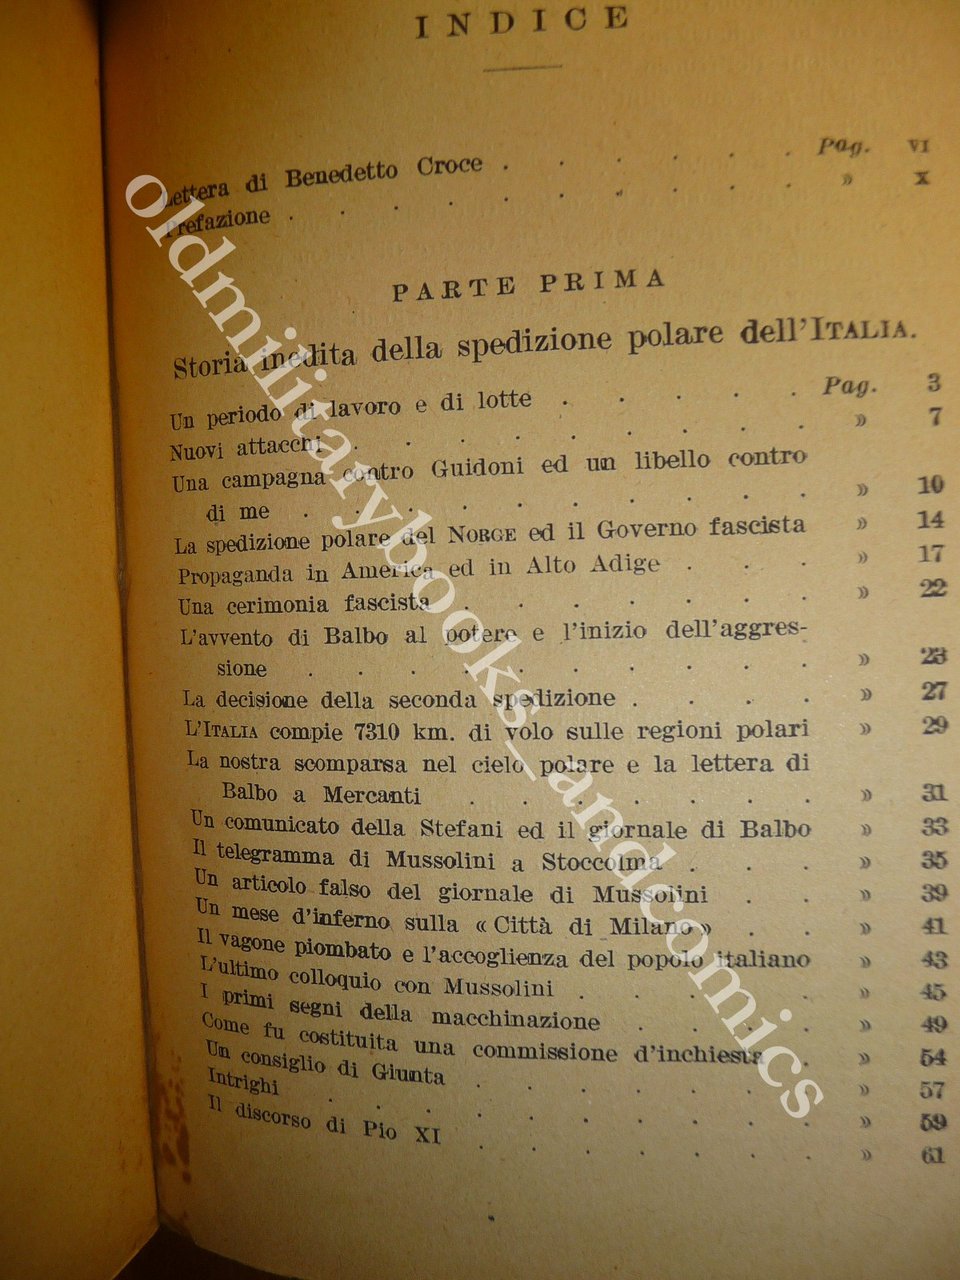 INDICE
Lettera di Benedetto Croce . . . . . . Pag. VI
Prefazione . . . . . . . . . . » X
PARTE PRIMA
Storia inedita della spedizione polare dell'ITALIA.
Un periodo di lavoro e di lotte . . . . . Pag. 3
Nuovi attacchi . . . . . . . . . » 7
Una campagna contro Guidoni ed un libello contro
di me . . . . . . . . . . » 10
La spedizione polare del NORGE ed il Governo fascista » 14
Propaganda in America ed in Alto Adige . . . » 17
Una cerimonia fascista . . . . . . . » 22
L'avvento di Balbo al potere e l'inizio dell'aggres-
sione . . . . . . . . . . » 23
La decisione della seconda spedizione . . . . » 27
L'ITALIA compie 7310 km. di volo sulle regioni polari » 29
La nostra scomparsa nel cielo polare e la lettera di
Balbo a Mercanti . . . . . . . » 31
Un comunicato della Stefani ed il giornale di Balbo » 33
Il telegramma di Mussolini a Stoccolma . . . » 35
Un articolo falso del giornale di Mussolini . . » 39
Un mese d'inferno sulla « Città di Milano » . . » 41
Il vagone piombato e l'accoglienza del popolo italiano » 43
L'ultimo colloquio con Mussolini . . . . . » 45
I primi segni della macchinazione . . . . » 49
Come fu costituita una commissione d'inchiesta . » 54
Un consiglio di Giunta . . . . . . . » 57
Intrighi . . . . . . . . . . » 59
Il discorso di Pio XI . . . . . . . » 61
oldmilitarybooks_andcomics